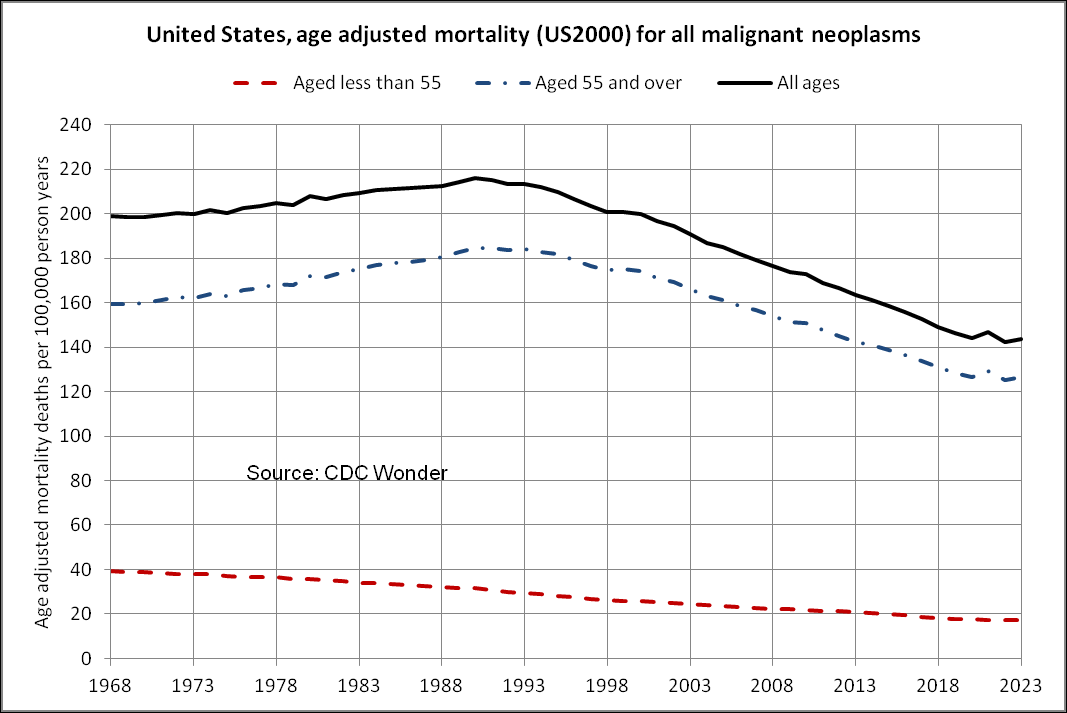 United States, age adjusted mortality (US2000) for all malignant neoplasms
Aged less than 55
Aged 55 and over
All ages
Age adjusted mortality deaths per 100,000 person years
240
220
200
180
160
140
120
100
80
60
40
20
0
Source: CDC Wonder
1968 1973 1978 1983 1988 1993 1998 2003 2008 2013 2018 2023